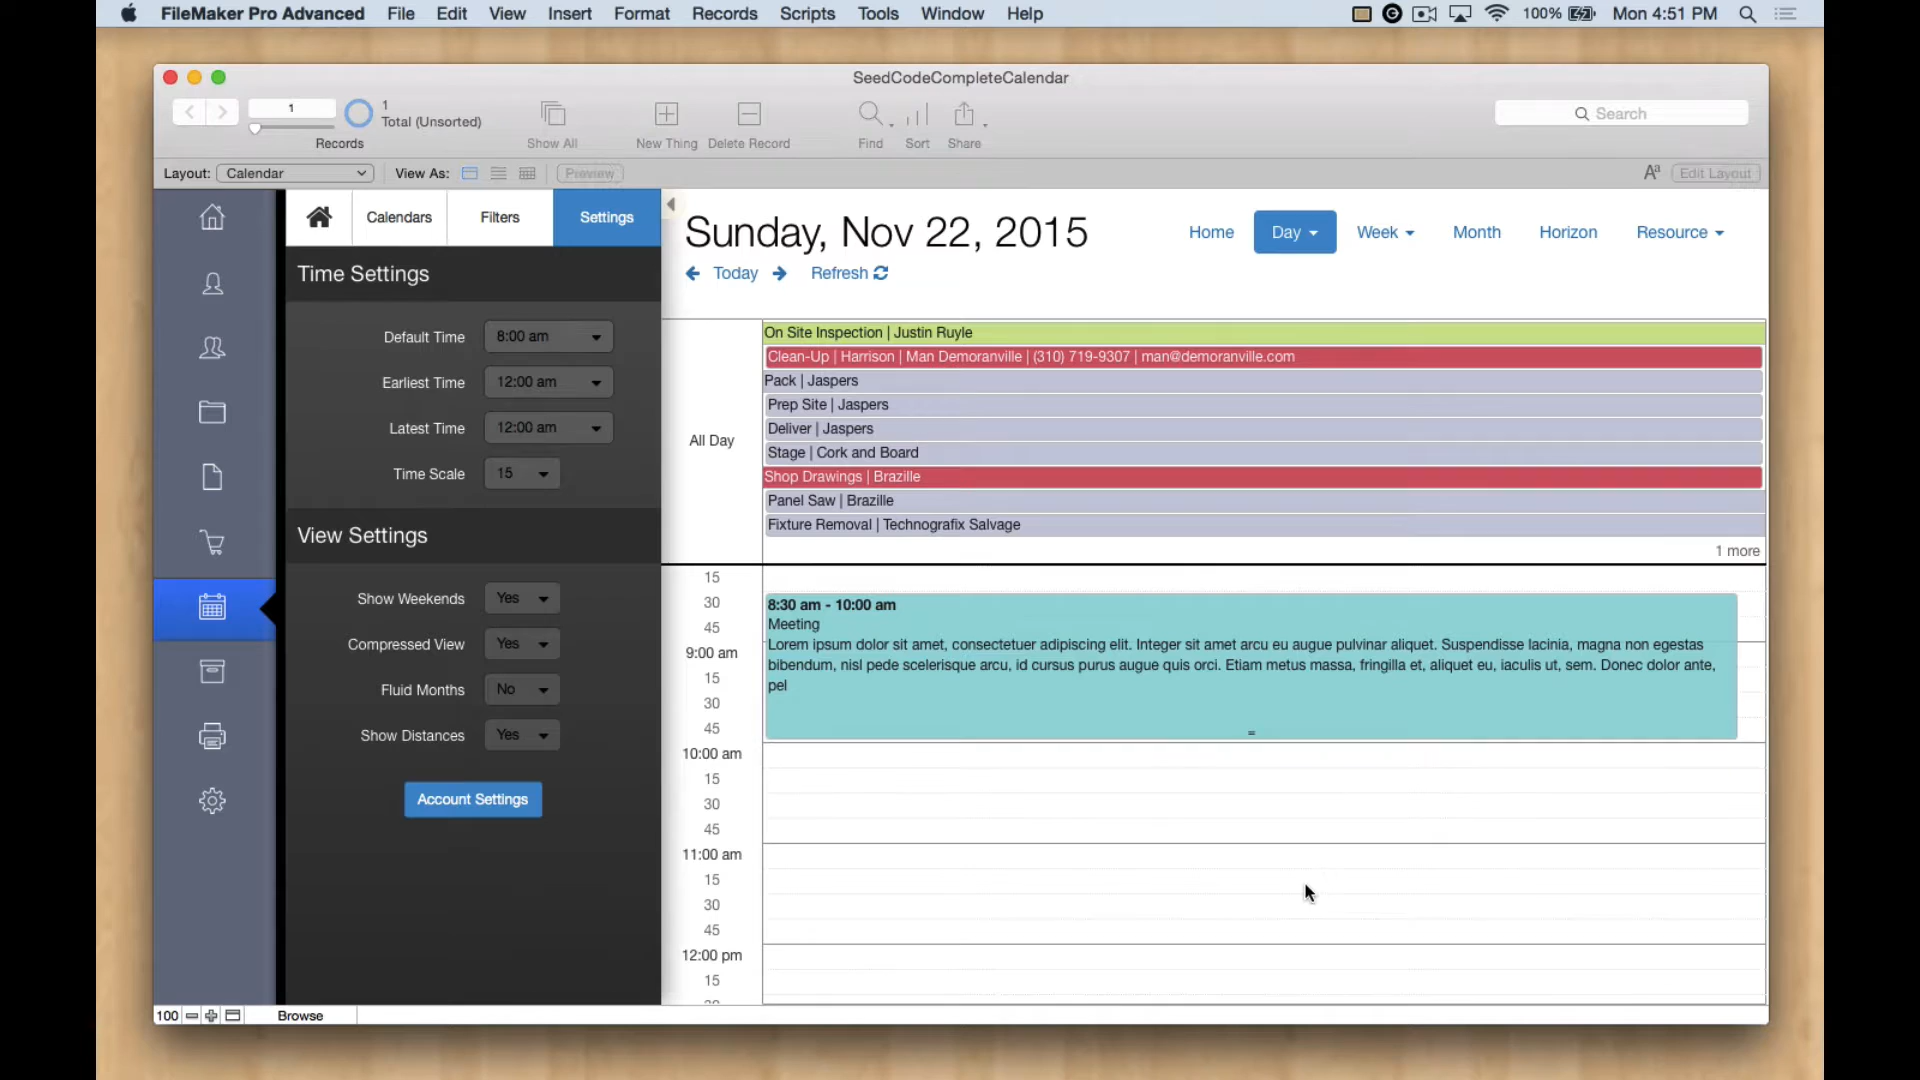 FileMaker Pro Advanced File Edit View Insert Format Records Scripts Tools Window Help 100% Mon 4:51 PM
SeedCodeCompleteCalendar
1
1
Total (Unsorted)
Records
Show All
New Thing
Delete Record
Find
Sort
Share
Search
Layout: Calendar View As: Preview Aa Edit Layout
Calendars Filters Settings
Time Settings
Default Time 8:00 am
Earliest Time 12:00 am
Latest Time 12:00 am
Time Scale 15
View Settings
Show Weekends Yes
Compressed View Yes
Fluid Months No
Show Distances Yes
Account Settings
Sunday, Nov 22, 2015
Home Day Week Month Horizon Resource
Today Refresh
All Day
On Site Inspection | Justin Ruyle
Clean-Up | Harrison | Man Demoranville | (310) 719-9307 | man@demoranville.com
Pack | Jaspers
Prep Site | Jaspers
Deliver | Jaspers
Stage | Cork and Board
Shop Drawings | Brazille
Panel Saw | Brazille
Fixture Removal | Technografix Salvage
1 more
15
30
45
9:00 am
15
30
45
10:00 am
15
30
45
11:00 am
15
30
45
12:00 pm
15
8:30 am - 10:00 am
Meeting
Lorem ipsum dolor sit amet, consectetuer adipiscing elit. Integer sit amet arcu eu augue pulvinar aliquet. Suspendisse lacinia, magna non egestas
bibendum, nisl pede scelerisque arcu, id cursus purus augue quis orci. Etiam metus massa, fringilla et, aliquet eu, iaculis ut, sem. Donec dolor ante,
pel
100 Browse